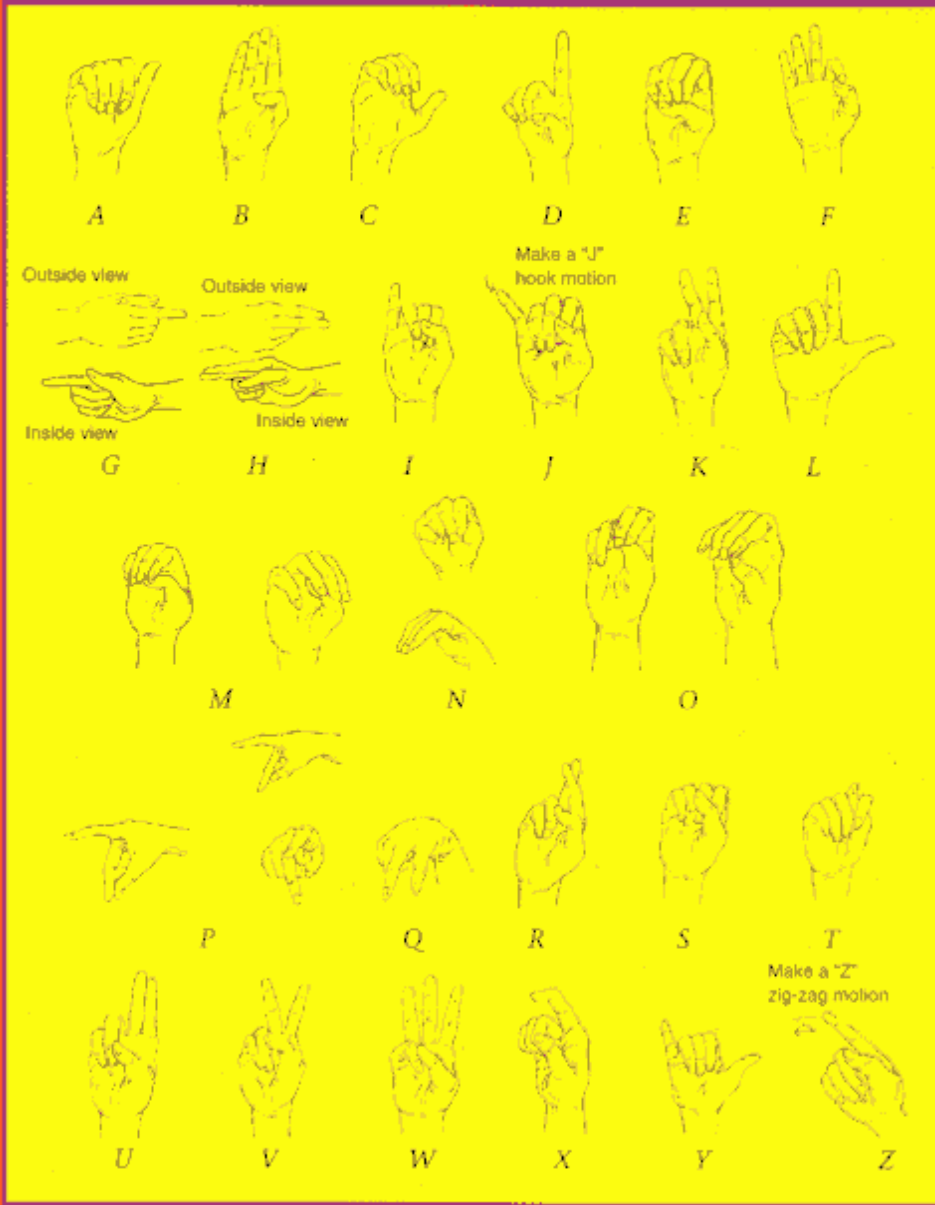 A B C D E F
Make a "J"
hook motion
Outside view
Outside view
Inside view
Inside view
G H I J K L
M N O
P Q R S T
Make a "Z"
zig-zag motion
U V W X Y Z